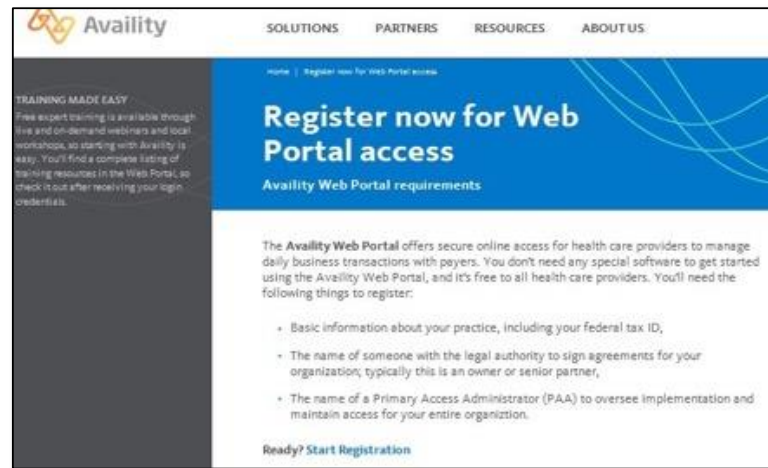 Availity
SOLUTIONS PARTNERS RESOURCES ABOUT US
Home | Register now for Web Portal access
TRAINING MADE EASY
Free expert training is available through
live and on-demand webinars and local
workshops, so starting with Availity is
easy. You'll find a complete listing of
training resources in the Web Portal, so
check it out after receiving your login
credentials.
Register now for Web
Portal access
Availity Web Portal requirements
The Availity Web Portal offers secure online access for health care providers to manage
daily business transactions with payers. You don't need any special software to get started
using the Availity Web Portal, and it's free to all health care providers. You'll need the
following things to register:
• Basic information about your practice, including your federal tax ID,
• The name of someone with the legal authority to sign agreements for your
organization; typically this is an owner or senior partner,
• The name of a Primary Access Administrator (PAA) to oversee implementation and
maintain access for your entire organiztion.
Ready? Start Registration